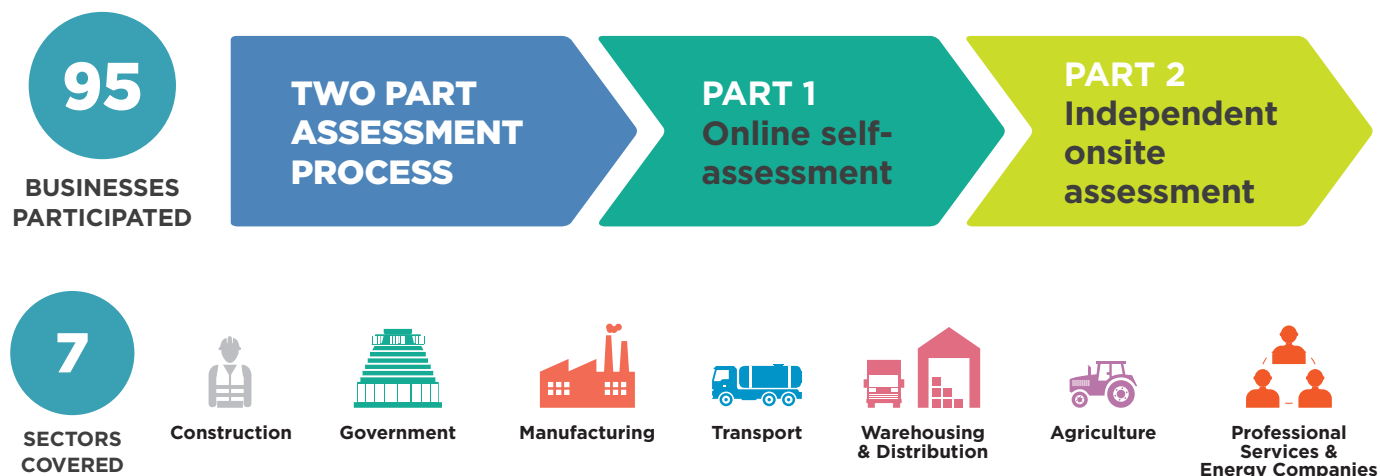 95
BUSINESSES
PARTICIPATED
TWO PART
ASSESSMENT
PROCESS
PART 1
Online self-
assessment
PART 2
Independent
onsite
assessment
7
SECTORS
COVERED
Construction
Government
Manufacturing
Transport
Warehousing
& Distribution
Agriculture
Professional
Services &
Energy Companies